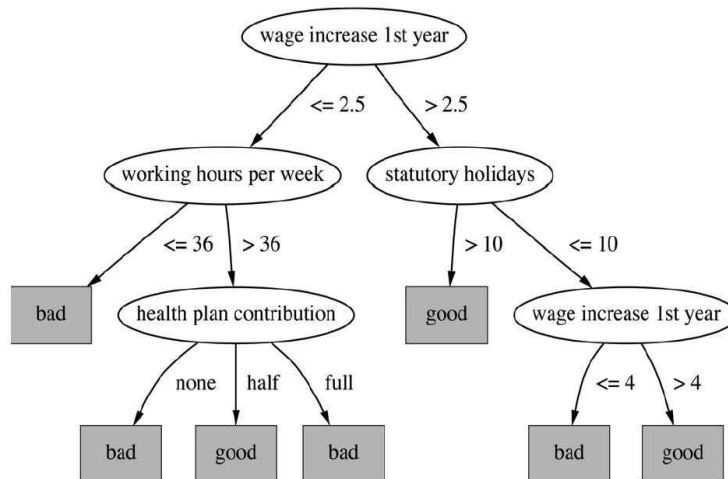 wage increase 1st year
<= 2.5
> 2.5
working hours per week
statutory holidays
<= 36
> 36
> 10
<= 10
bad
health plan contribution
good
wage increase 1st year
none
half
full
<= 4
> 4
bad
good
bad
bad
good